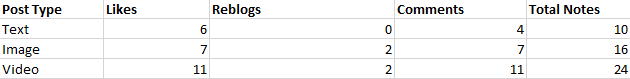 Post Type Likes Reblogs Comments Total Notes
Text 6 0 4 10
Image 7 2 7 16
Video 11 2 11 24